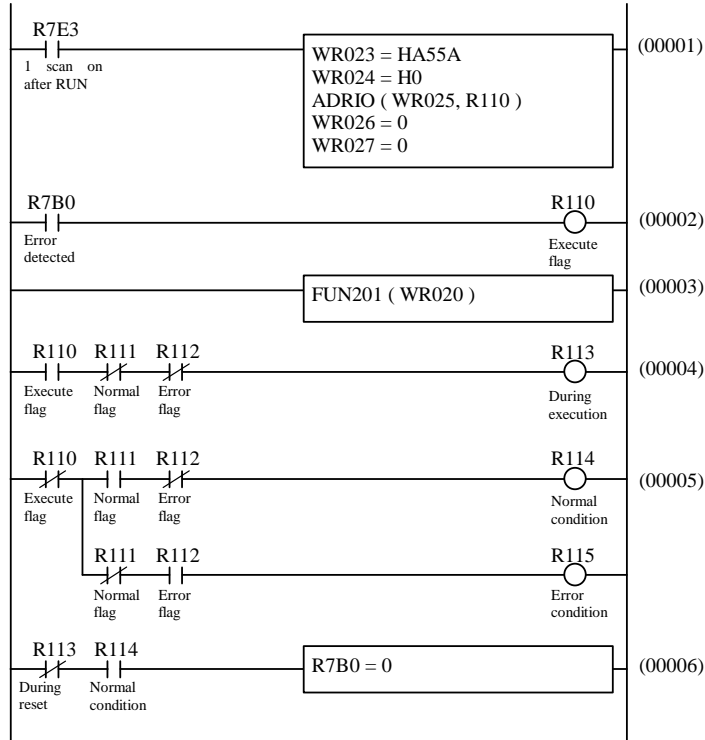 R7E3
1 scan on
after RUN
WR023 = HA55A
WR024 = H0
ADRIO ( WR025, R110 )
WR026 = 0
WR027 = 0
(00001)
R7B0
Error
detected
R110
Execute
flag
(00002)
FUN201 ( WR020 )
(00003)
R110 R111 R112
Execute Normal Error
flag flag flag
R113
During
execution
(00004)
R110 R111 R112
Execute Normal Error
flag flag flag
R114
Normal
condition
(00005)
R111 R112
Normal Error
flag flag
R115
Error
condition
R113 R114
During Normal
reset condition
R7B0 = 0
(00006)